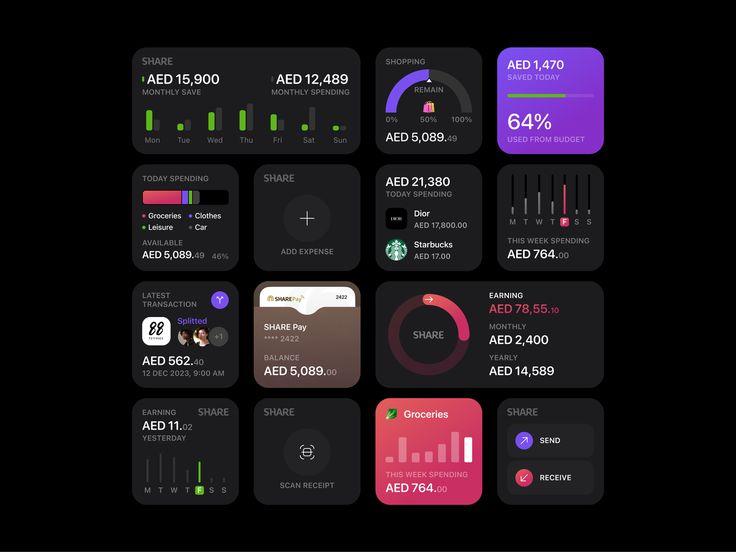 SHARE
AED 15,900
MONTHLY SAVE
AED 12,489
MONTHLY SPENDING
Mon Tue Wed Thu Fri Sat Sun
SHOPPING
REMAIN
0% 50% 100%
AED 5,089.49
AED 1,470
SAVED TODAY
64%
USED FROM BUDGET
TODAY SPENDING
Groceries Clothes
Leisure Car
AVAILABLE
AED 5,089.49 46%
SHARE
ADD EXPENSE
AED 21,380
TODAY SPENDING
DIOR
Dior
AED 17,800.00
Starbucks
AED 17.00
M T W T F S S
THIS WEEK SPENDING
AED 764.00
LATEST
TRANSACTION
88
Splitted
+1
AED 562.40
12 DEC 2023, 9:00 AM
SHAREPay 2422
SHARE Pay
**** 2422
BALANCE
AED 5,089.00
SHARE
EARNING
AED 78,55.10
MONTHLY
AED 2,400
YEARLY
AED 14,589
EARNING SHARE
AED 11.02
YESTERDAY
M T W T F S S
SHARE
SCAN RECEIPT
Groceries
THIS WEEK SPENDING
AED 764.00
SHARE
SEND
RECEIVE